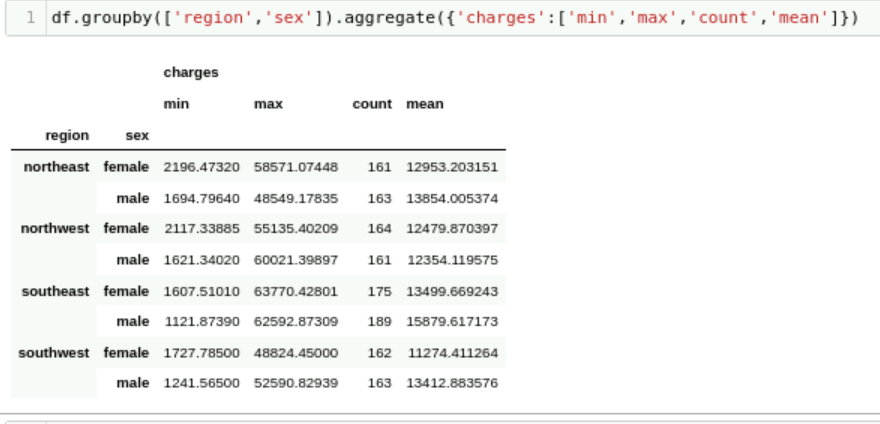 1 df.groupby(['region','sex']).aggregate({'charges':['min','max','count','mean']})
charges
min max count mean
region sex
northeast female 2196.47320 58571.07448 161 12953.203151
male 1694.79640 48549.17835 163 13854.005374
northwest female 2117.33885 55135.40209 164 12479.870397
male 1621.34020 60021.39897 161 12354.119575
southeast female 1607.51010 63770.42801 175 13499.669243
male 1121.87390 62592.87309 189 15879.617173
southwest female 1727.78500 48824.45000 162 11274.411264
male 1241.56500 52590.82939 163 13412.883576